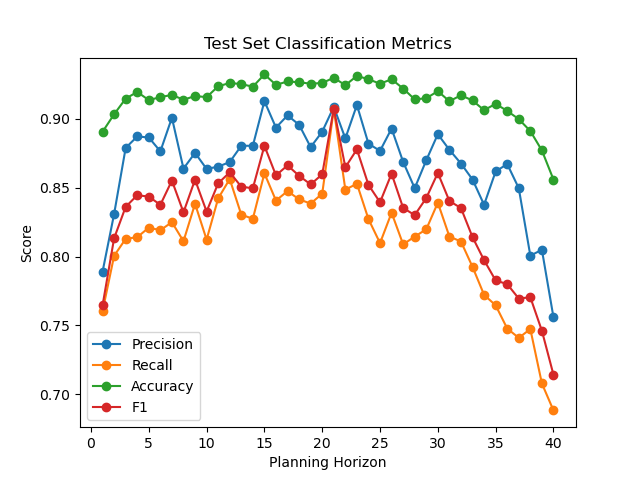 Test Set Classification Metrics
0.90
0.85
0.80
0.75
0.70
Score
Precision
Recall
Accuracy
F1
0 5 10 15 20 25 30 35 40
Planning Horizon